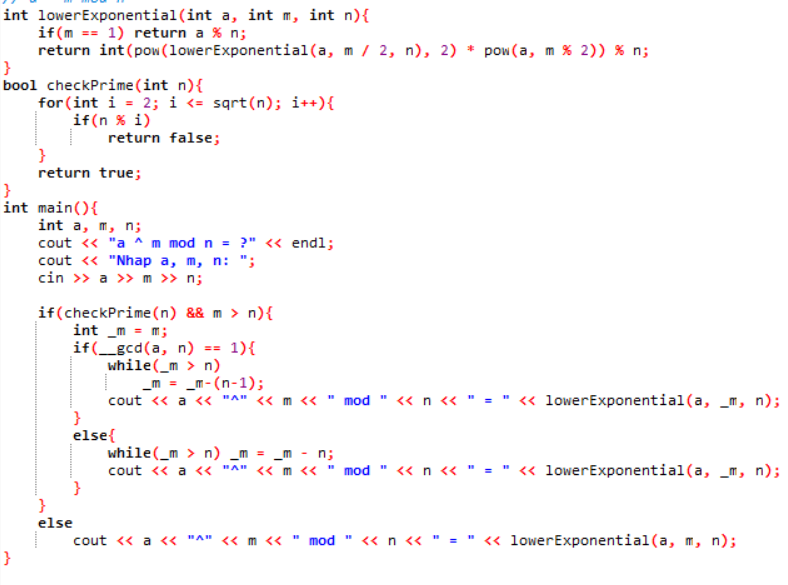 int lowerExponential(int a, int m, int n){
    if(m == 1) return a % n;
    return int(pow(lowerExponential(a, m / 2, n), 2) * pow(a, m % 2)) % n;
}
bool checkPrime(int n){
    for(int i = 2; i <= sqrt(n); i++){
        if(n % i)
            return false;
    }
    return true;
}
int main(){
    int a, m, n;
    cout << "a ^ m mod n = ?" << endl;
    cout << "Nhap a, m, n: ";
    cin >> a >> m >> n;
    if(checkPrime(n) && m > n){
        int _m = m;
        if(__gcd(a, n) == 1){
            while(_m > n)
                _m = _m-(n-1);
            cout << a << "^" << m << " mod " << n << " = " << lowerExponential(a, _m, n);
        }
        else{
            while(_m > n) _m = _m - n;
            cout << a << "^" << m << " mod " << n << " = " << lowerExponential(a, _m, n);
        }
    }
    else
        cout << a << "^" << m << " mod " << n << " = " << lowerExponential(a, m, n);
}